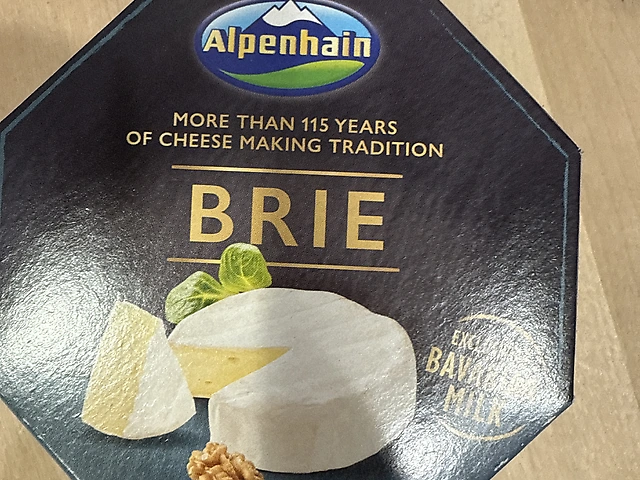 Alpenhain
MORE THAN 115 YEARS
OF CHEESE MAKING TRADITION
BRIE
MILK